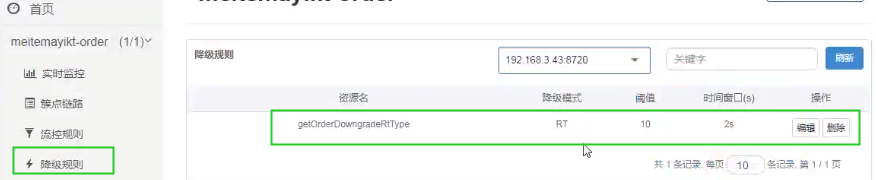 首页
meitemayikt-order (1/1)
实时监控
簇点链路
流控规则
降级规则
降级规则
192.168.3.43:8720
关键字
刷新
资源名 降级模式 阈值 时间窗口(s) 操作
getOrderDowngradeRtType RT 10 2s 编辑 删除
共 1 条记录, 每页 10 条记录, 第 1 / 1 页